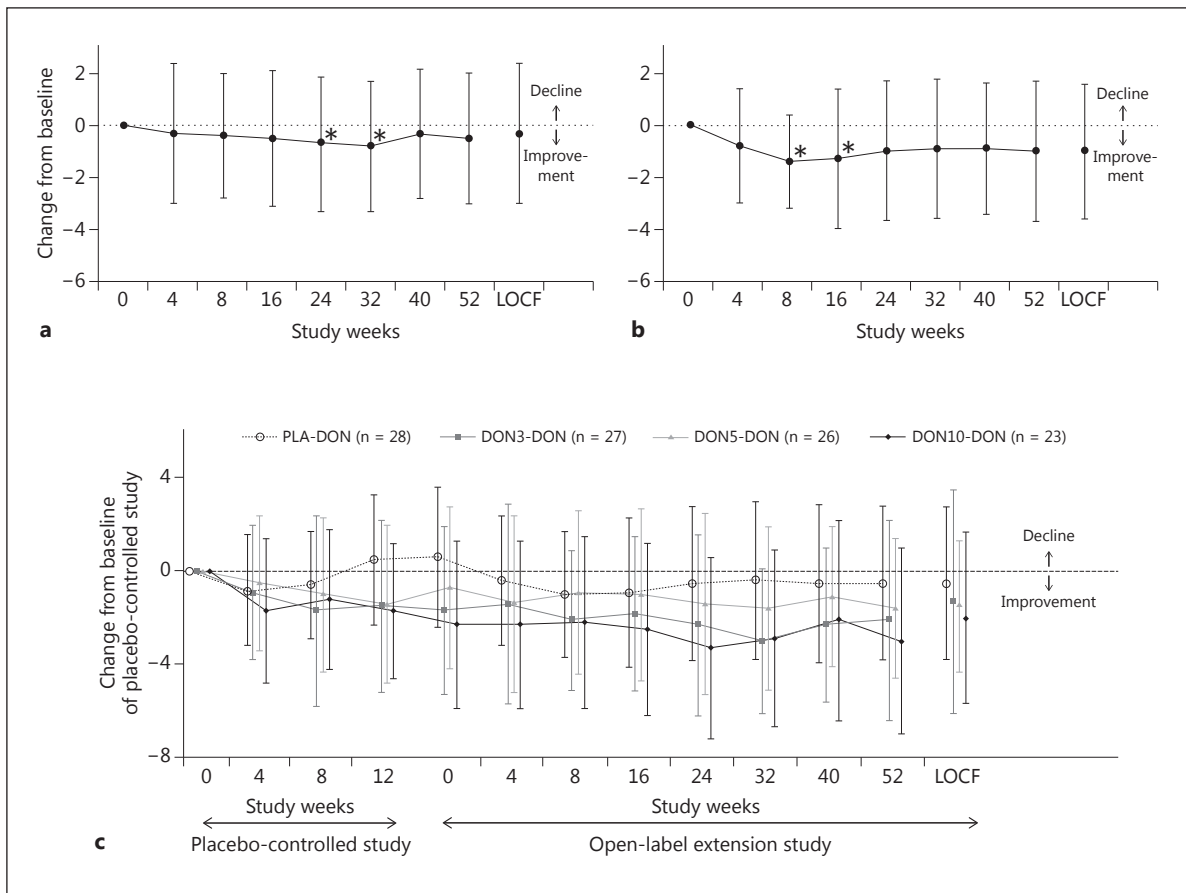 Change from baseline
2
0
−2
−4
−6
Decline
Improve-
ment
*
*
0 4 8 16 24 32 40 52 LOCF
Study weeks
a
2
0
−2
−4
−6
Decline
Improve-
ment
*
*
0 4 8 16 24 32 40 52 LOCF
Study weeks
b
PLA-DON (n = 28) DON3-DON (n = 27) DON5-DON (n = 26) DON10-DON (n = 23)
Change from baseline
of placebo-controlled study
4
0
−4
−8
Decline
Improvement
0 4 8 12 0 4 8 16 24 32 40 52 LOCF
Study weeks Study weeks
Placebo-controlled study Open-label extension study
c